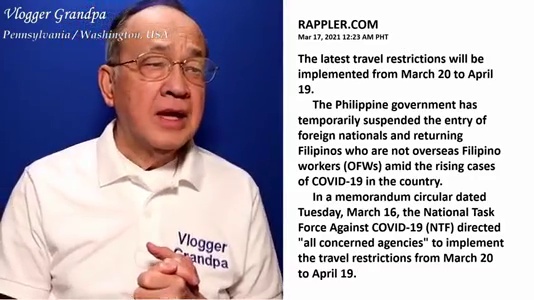 Vlogger Grandpa
Pennsylvania / Washington, USA
Vlogger
Grandpa
RAPPLER.COM
Mar 17, 2021 12:23 AM PHT
The latest travel restrictions will be
implemented from March 20 to April
19.
The Philippine government has
temporarily suspended the entry of
foreign nationals and returning
Filipinos who are not overseas Filipino
workers (OFWs) amid the rising cases
of COVID-19 in the country.
In a memorandum circular dated
Tuesday, March 16, the National Task
Force Against COVID-19 (NTF) directed
"all concerned agencies" to implement
the travel restrictions from March 20
to April 19.